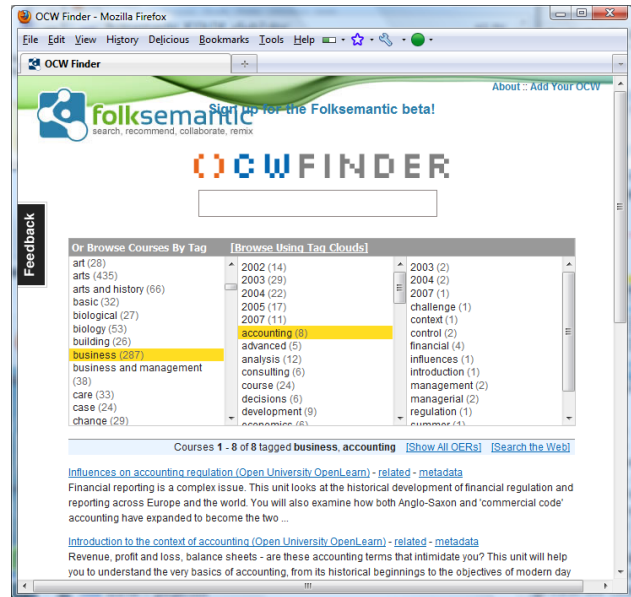 OCW Finder - Mozilla Firefox
File Edit View History Delicious Bookmarks Tools Help
OCW Finder
About :: Add Your OCW
Sign up for the Folksemantic beta!
folksemantic
search, recommend, collaborate, remix
OCWFINDER
Feedback
Or Browse Courses By Tag [Browse Using Tag Clouds]
art (28)
arts (435)
arts and history (66)
basic (32)
biological (27)
biology (53)
building (26)
business (287)
business and management
(38)
care (33)
case (24)
change (29)
2002 (14)
2003 (29)
2004 (22)
2005 (17)
2007 (11)
accounting (8)
advanced (5)
analysis (12)
consulting (6)
course (24)
decisions (6)
development (9)
economics (6)
2003 (2)
2004 (2)
2007 (1)
challenge (1)
context (1)
control (2)
financial (4)
influences (1)
introduction (1)
management (2)
managerial (2)
regulation (1)
summer (1)
Courses 1 - 8 of 8 tagged business, accounting [Show All OERs] [Search the Web]
Influences on accounting regulation (Open University OpenLearn) - related - metadata
Financial reporting is a complex issue. This unit looks at the historical development of financial regulation and
reporting across Europe and the world. You will also examine how both Anglo-Saxon and 'commercial code'
accounting have expanded to become the two ...
Introduction to the context of accounting (Open University OpenLearn) - related - metadata
Revenue, profit and loss, balance sheets - are these accounting terms that intimidate you? This unit will help
you to understand the very basics of accounting, from its historical beginnings to the objectives of modern day